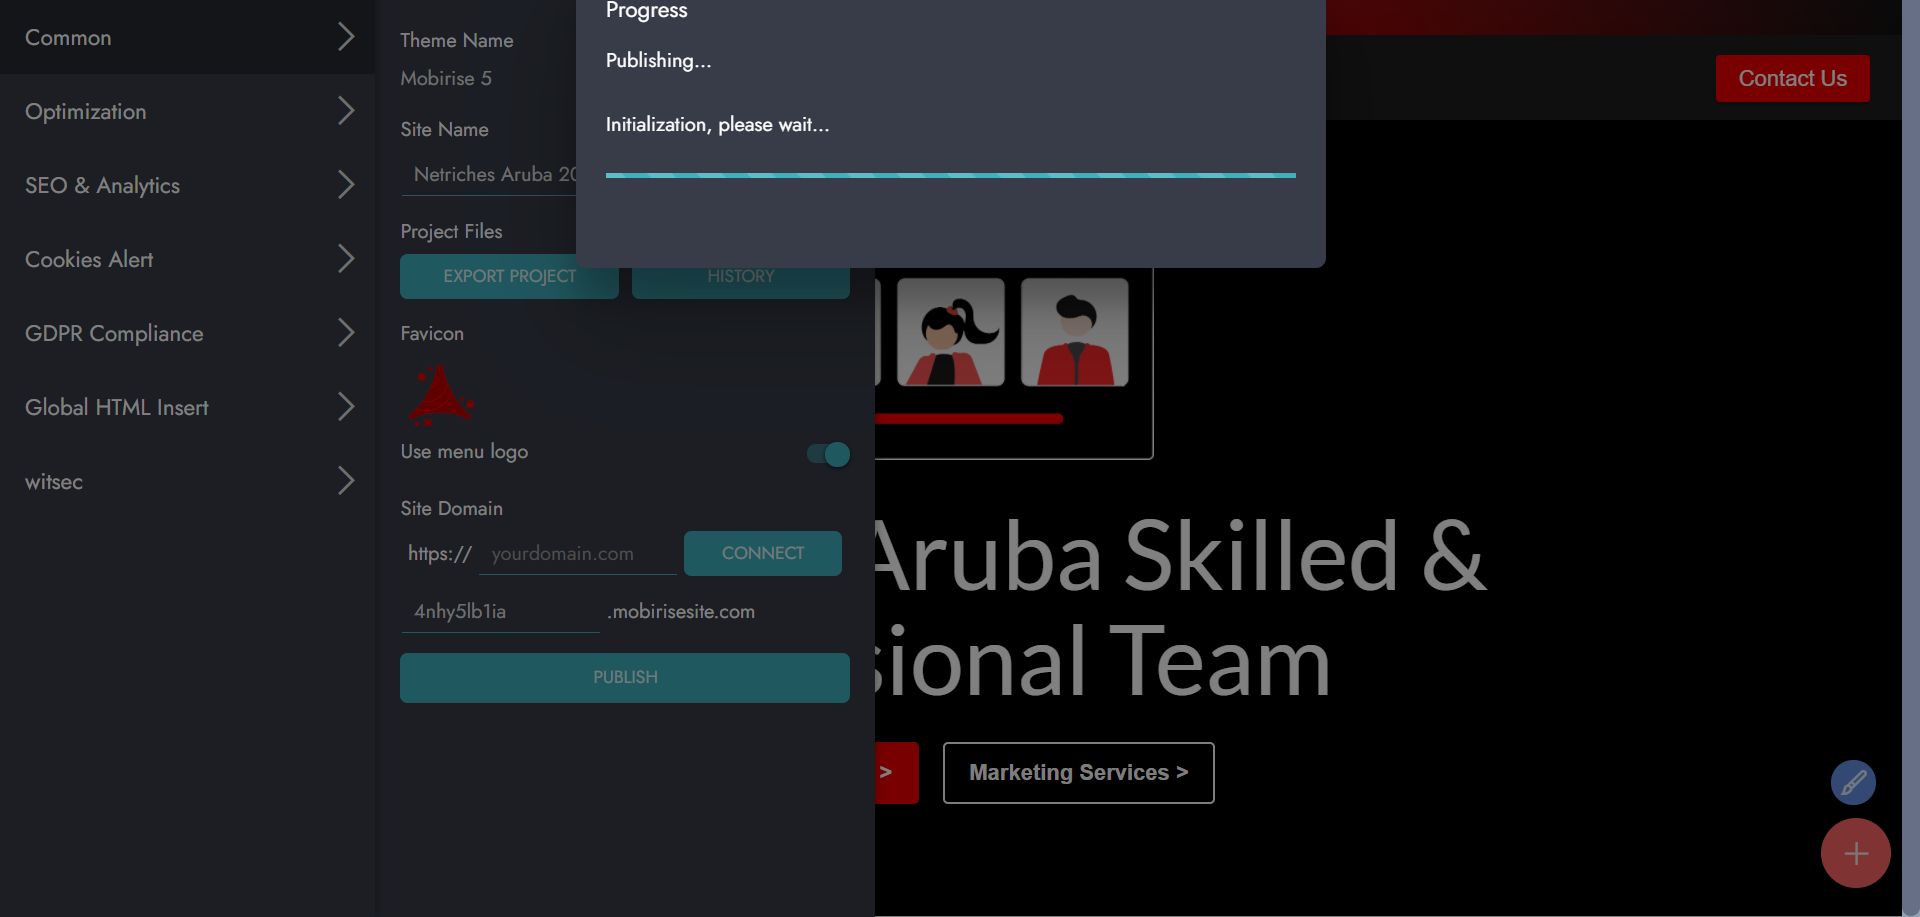 Common
Optimization
SEO & Analytics
Cookies Alert
GDPR Compliance
Global HTML Insert
witsec
Theme Name
Mobirise 5
Site Name
Netriches Aruba
Project Files
EXPORT PROJECT
HISTORY
Favicon
Use menu logo
Site Domain
https://
yourdomain.com
CONNECT
4nhy5lb1ia
.mobirisesite.com
PUBLISH
Progress
Publishing...
Initialization, please wait...
Contact Us
Aruba Skilled &
sional Team
>
Marketing Services >